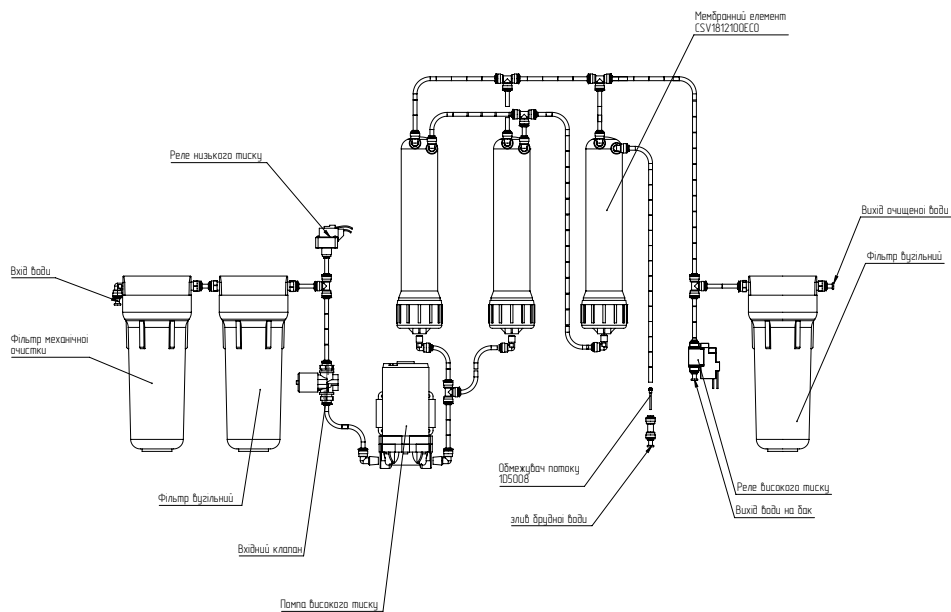 Мембранний елемент
CSV1812100ECO
Реле низького тиску
Вихід очищеної води
Вхід води
Фільтр вугільний
Фільтр механічної
очистки
Обмежувач потоку
1D5008
Реле високого тиску
Фільтр вугільний
злив брудної води
Вихід води на бак
Вхідний клапан
Помпа високого тиску